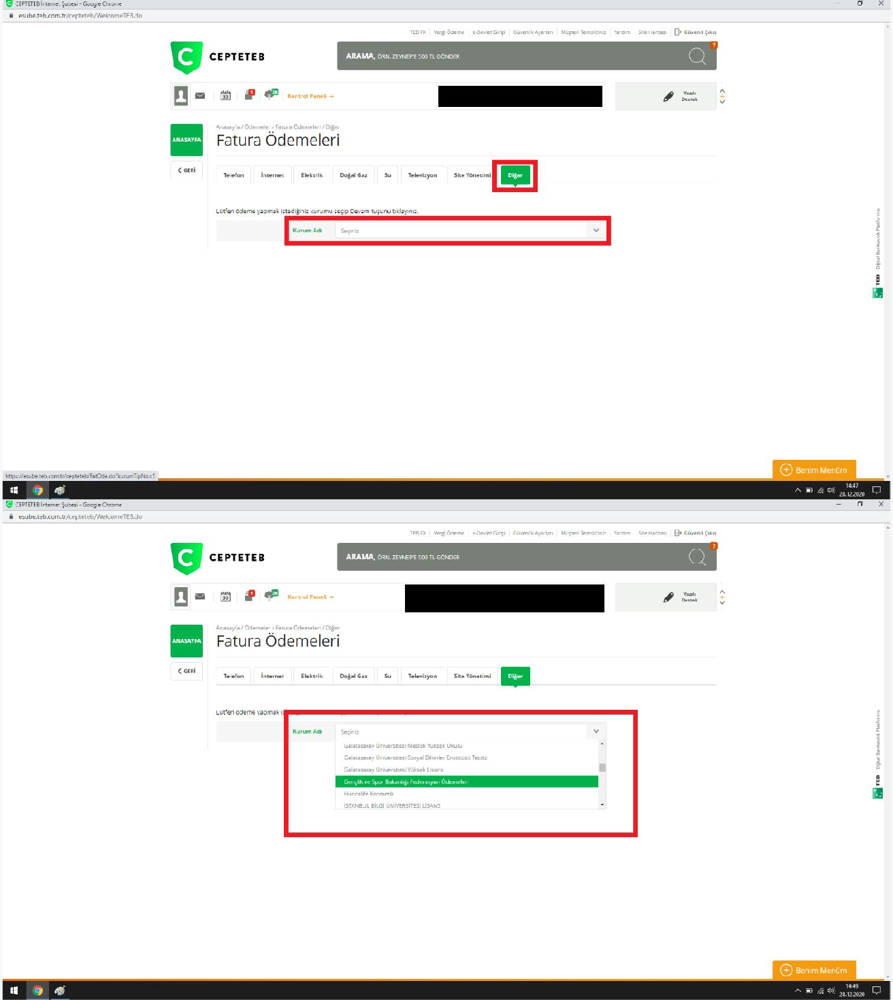 CEPTETEB İnternet Şubesi - Google Chrome
esube.teb.com.tr/cepteteb/WelcomeTEB.do
TEB FX | Vergi Ödeme | e-Devlet Girişi | Güvenlik Ayarları | Müşteri Temsilciniz | Yardım Site Haritası | Güvenli Çıkış
CEPTETEB
ARAMA, ÖRN. ZEYNEP'E 500 TL GÖNDER
?
30
1
26
Kontrol Paneli →
Yazılı
Destek
Anasayfa / Ödemeler / Fatura Ödemeleri / Diğer
ANASAYFA
Fatura Ödemeleri
GERİ
Telefon İnternet Elektrik Doğal Gaz Su Televizyon Site Yönetimi Diğer
Lütfen ödeme yapmak istediğiniz kurumu seçip Devam tuşunu tıklayınız.
Kurum Adı Seçiniz
TEB Dijital Bankacılık Platformu
Benim Menüm
https://esube.teb.com.tr/cepteteb/FatOde.do?kurumTipNo=5
14:47
28.12.2020
CEPTETEB İnternet Şubesi - Google Chrome
esube.teb.com.tr/cepteteb/WelcomeTEB.do
TEB FX | Vergi Ödeme | e-Devlet Girişi | Güvenlik Ayarları | Müşteri Temsilciniz | Yardım Site Haritası | Güvenli Çıkış
CEPTETEB
ARAMA, ÖRN. ZEYNEP'E 500 TL GÖNDER
?
30
1
26
Kontrol Paneli →
Yazılı
Destek
Anasayfa / Ödemeler / Fatura Ödemeleri / Diğer
ANASAYFA
Fatura Ödemeleri
GERİ
Telefon İnternet Elektrik Doğal Gaz Su Televizyon Site Yönetimi Diğer
Lütfen ödeme yapmak
Kurum Adı Seçiniz
Galatasaray Üniversitesi Meslek Yüksek Okulu
Galatasaray Üniversitesi Sosyal Bilimler Enstitüsü Tezsiz
Galatasaray Üniversitesi Yüksek Lisans
Gençlik ve Spor Bakanlığı Federasyon Ödemeleri
Huncalife Kozmetik
İSTANBUL BİLGİ ÜNİVERSİTESİ LİSANS
TEB Dijital Bankacılık Platformu
Benim Menüm
14:49
28.12.2020